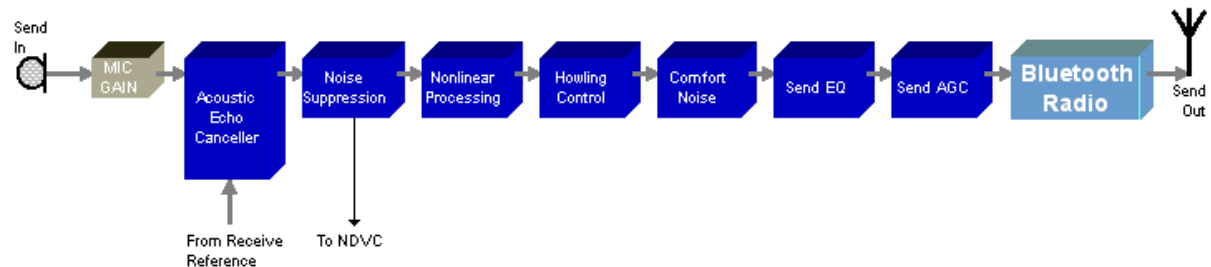 Send
In
MIC
GAIN
Acoustic
Echo
Canceller
Noise
Suppression
Nonlinear
Processing
Howling
Control
Comfort
Noise
Send EQ
Send AGC
Bluetooth
Radio
Send
Out
From Receive
Reference
To NDVC